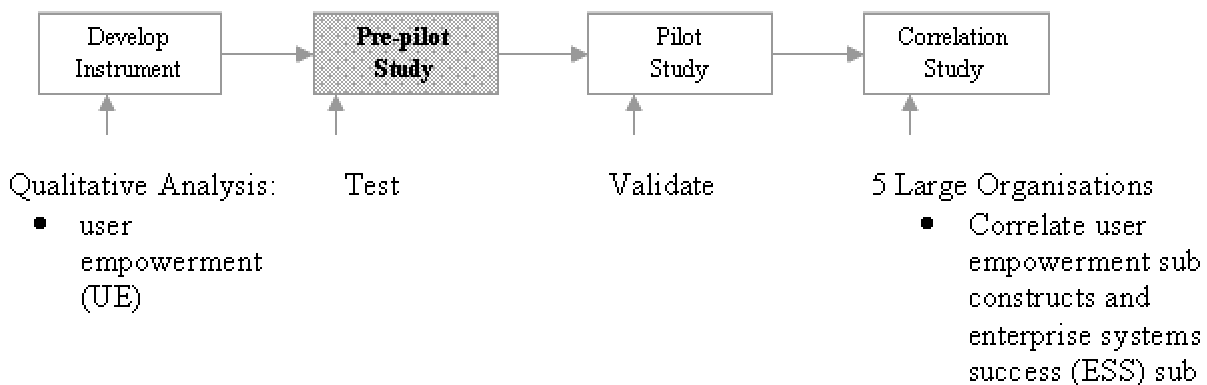 Develop
Instrument
Pre-pilot
Study
Pilot
Study
Correlation
Study
Qualitative Analysis:
• user
empowerment
(UE)
Test
Validate
5 Large Organisations
• Correlate user
empowerment sub
constructs and
enterprise systems
success (ESS) sub